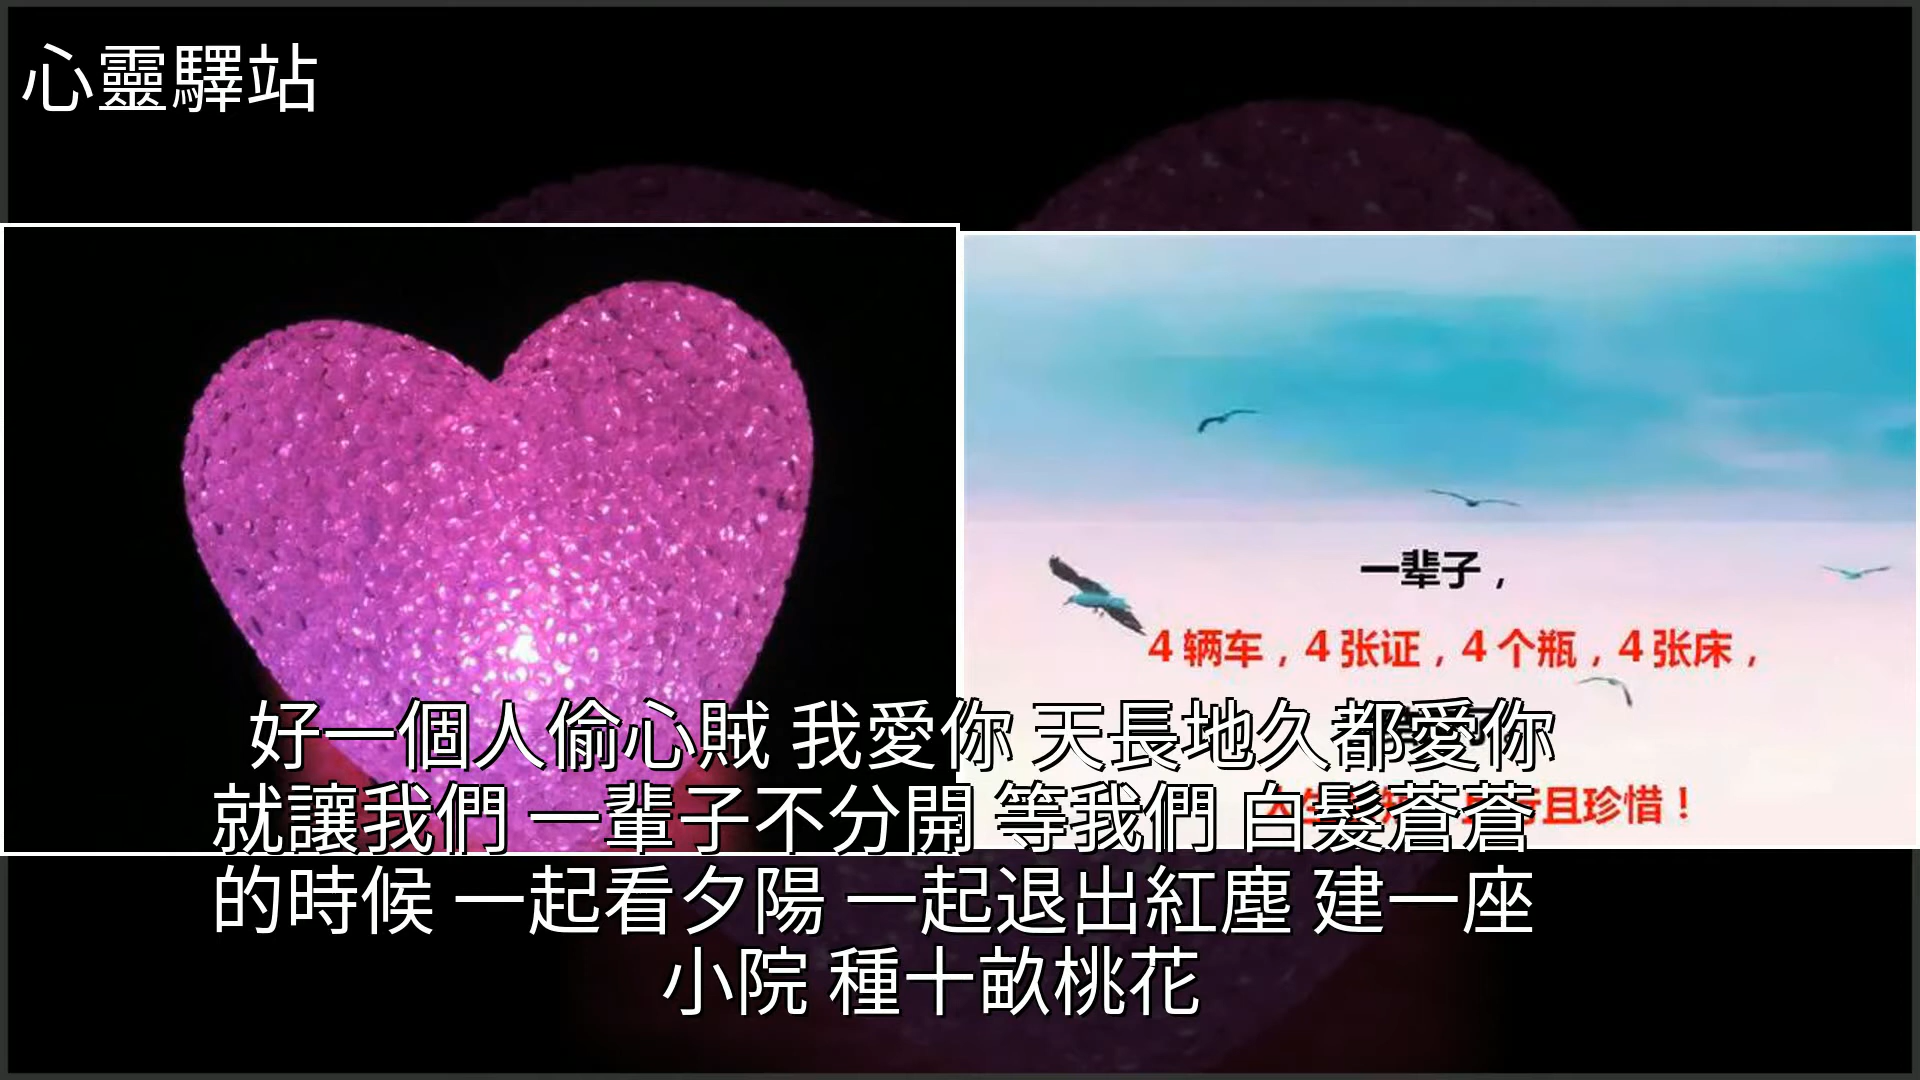 心靈驛站
一辈子，
4 辆车，4 张证，4 个瓶，4 张床，
好一個人偷心賊 我愛你 天長地久都愛你
就讓我們 一輩子不分開 等我們 白髮蒼蒼
的時候 一起看夕陽 一起退出紅塵 建一座
小院 種十畝桃花
且珍惜！